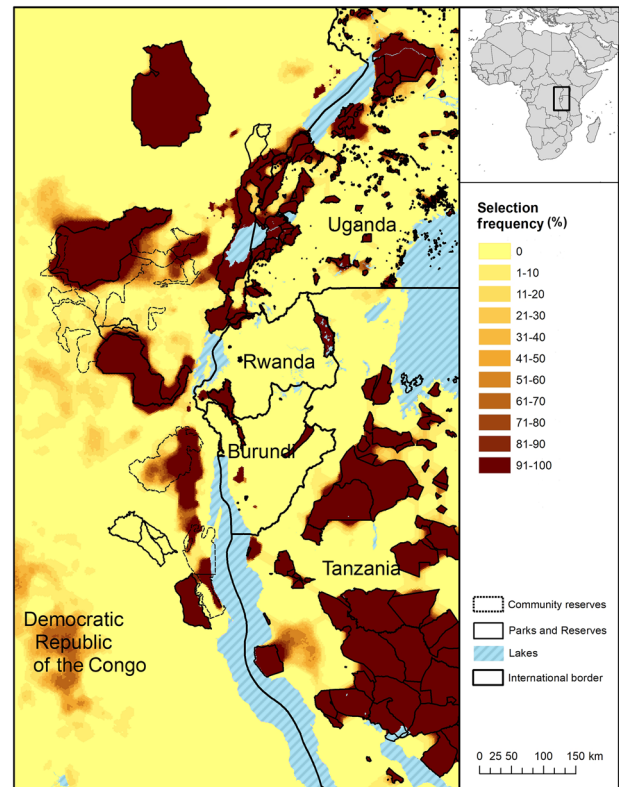 Uganda
Rwanda
Burundi
Tanzania
Democratic
Republic
of the Congo
Selection
frequency (%)
0
1-10
11-20
21-30
31-40
41-50
51-60
61-70
71-80
81-90
91-100
Community reserves
Parks and Reserves
Lakes
International border
0 25 50 100 150 km